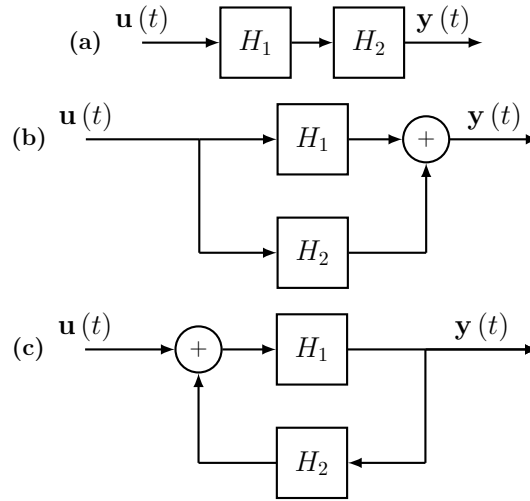 (a) u (t) H₁ H₂ y (t)
(b) u (t) H₁ + y (t)
H₂
(c) u (t) + H₁ y (t)
H₂